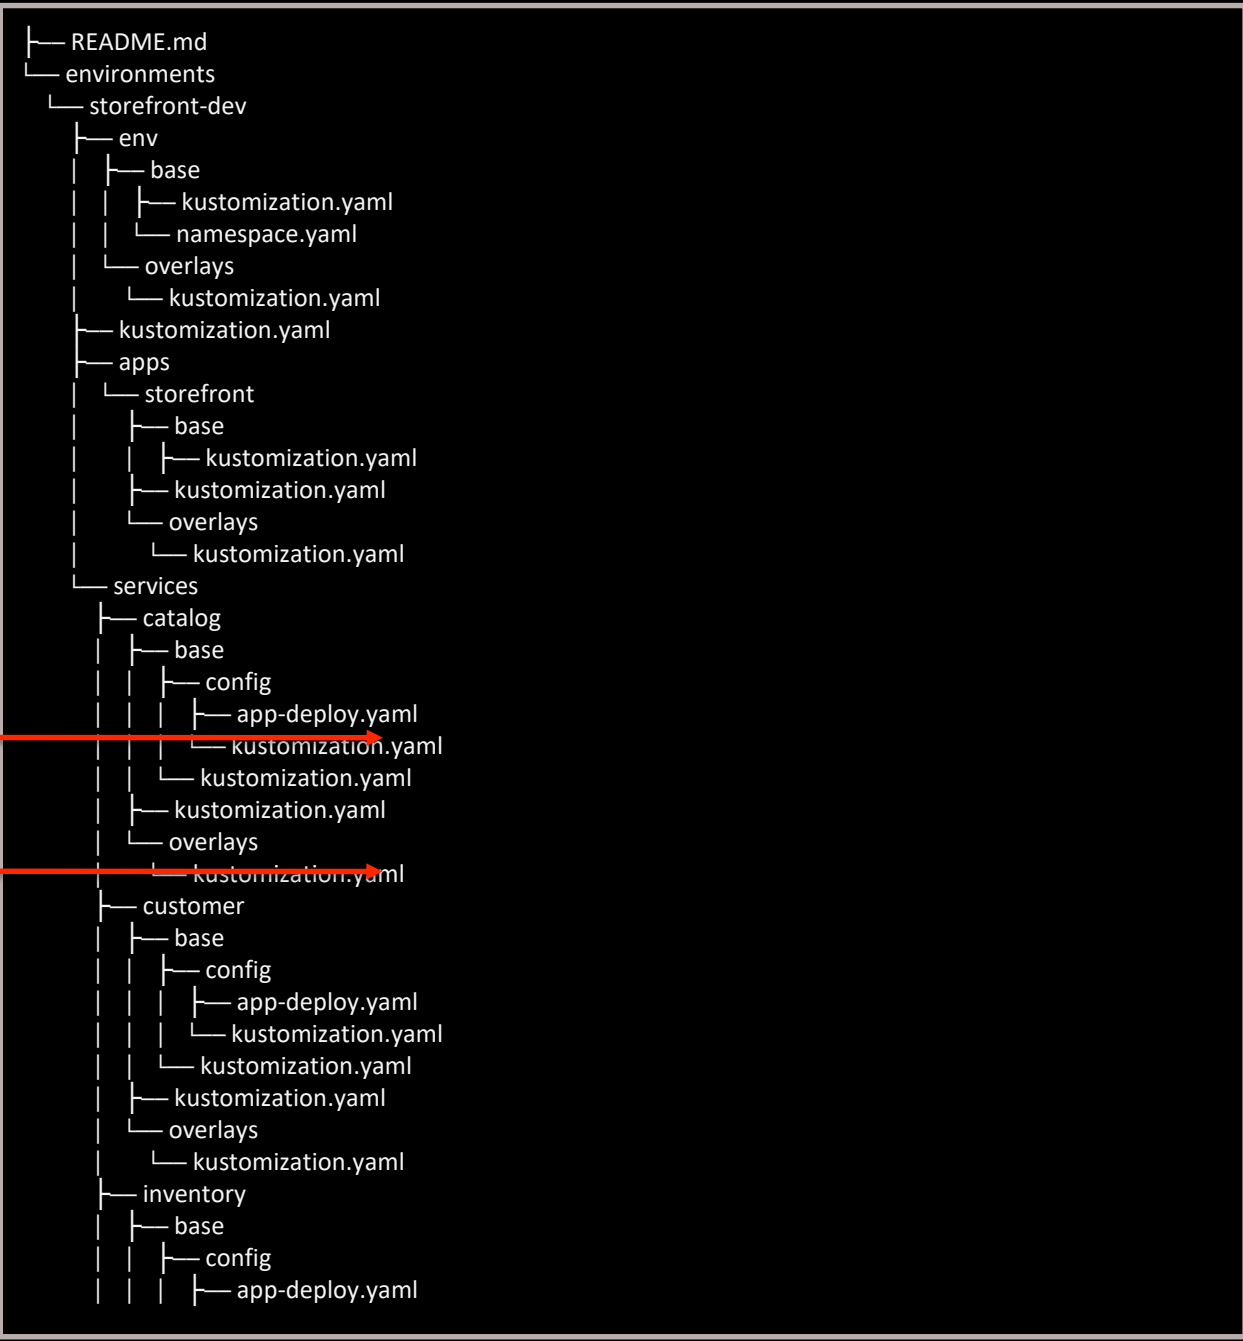 ├── README.md
└── environments
└── storefront-dev
├── env
│ ├── base
│ │ ├── kustomization.yaml
│ │ └── namespace.yaml
│ └── overlays
│ └── kustomization.yaml
├── kustomization.yaml
├── apps
│ └── storefront
│ ├── base
│ │ ├── kustomization.yaml
│ ├── kustomization.yaml
│ └── overlays
│ └── kustomization.yaml
└── services
├── catalog
│ ├── base
│ │ ├── config
│ │ │ ├── app-deploy.yaml
│ │ │ └── kustomization.yaml
│ │ └── kustomization.yaml
│ ├── kustomization.yaml
│ └── overlays
│ └── kustomization.yaml
├── customer
│ ├── base
│ │ ├── config
│ │ │ ├── app-deploy.yaml
│ │ │ └── kustomization.yaml
│ │ └── kustomization.yaml
│ ├── kustomization.yaml
│ └── overlays
│ └── kustomization.yaml
├── inventory
│ ├── base
│ │ ├── config
│ │ │ ├── app-deploy.yaml